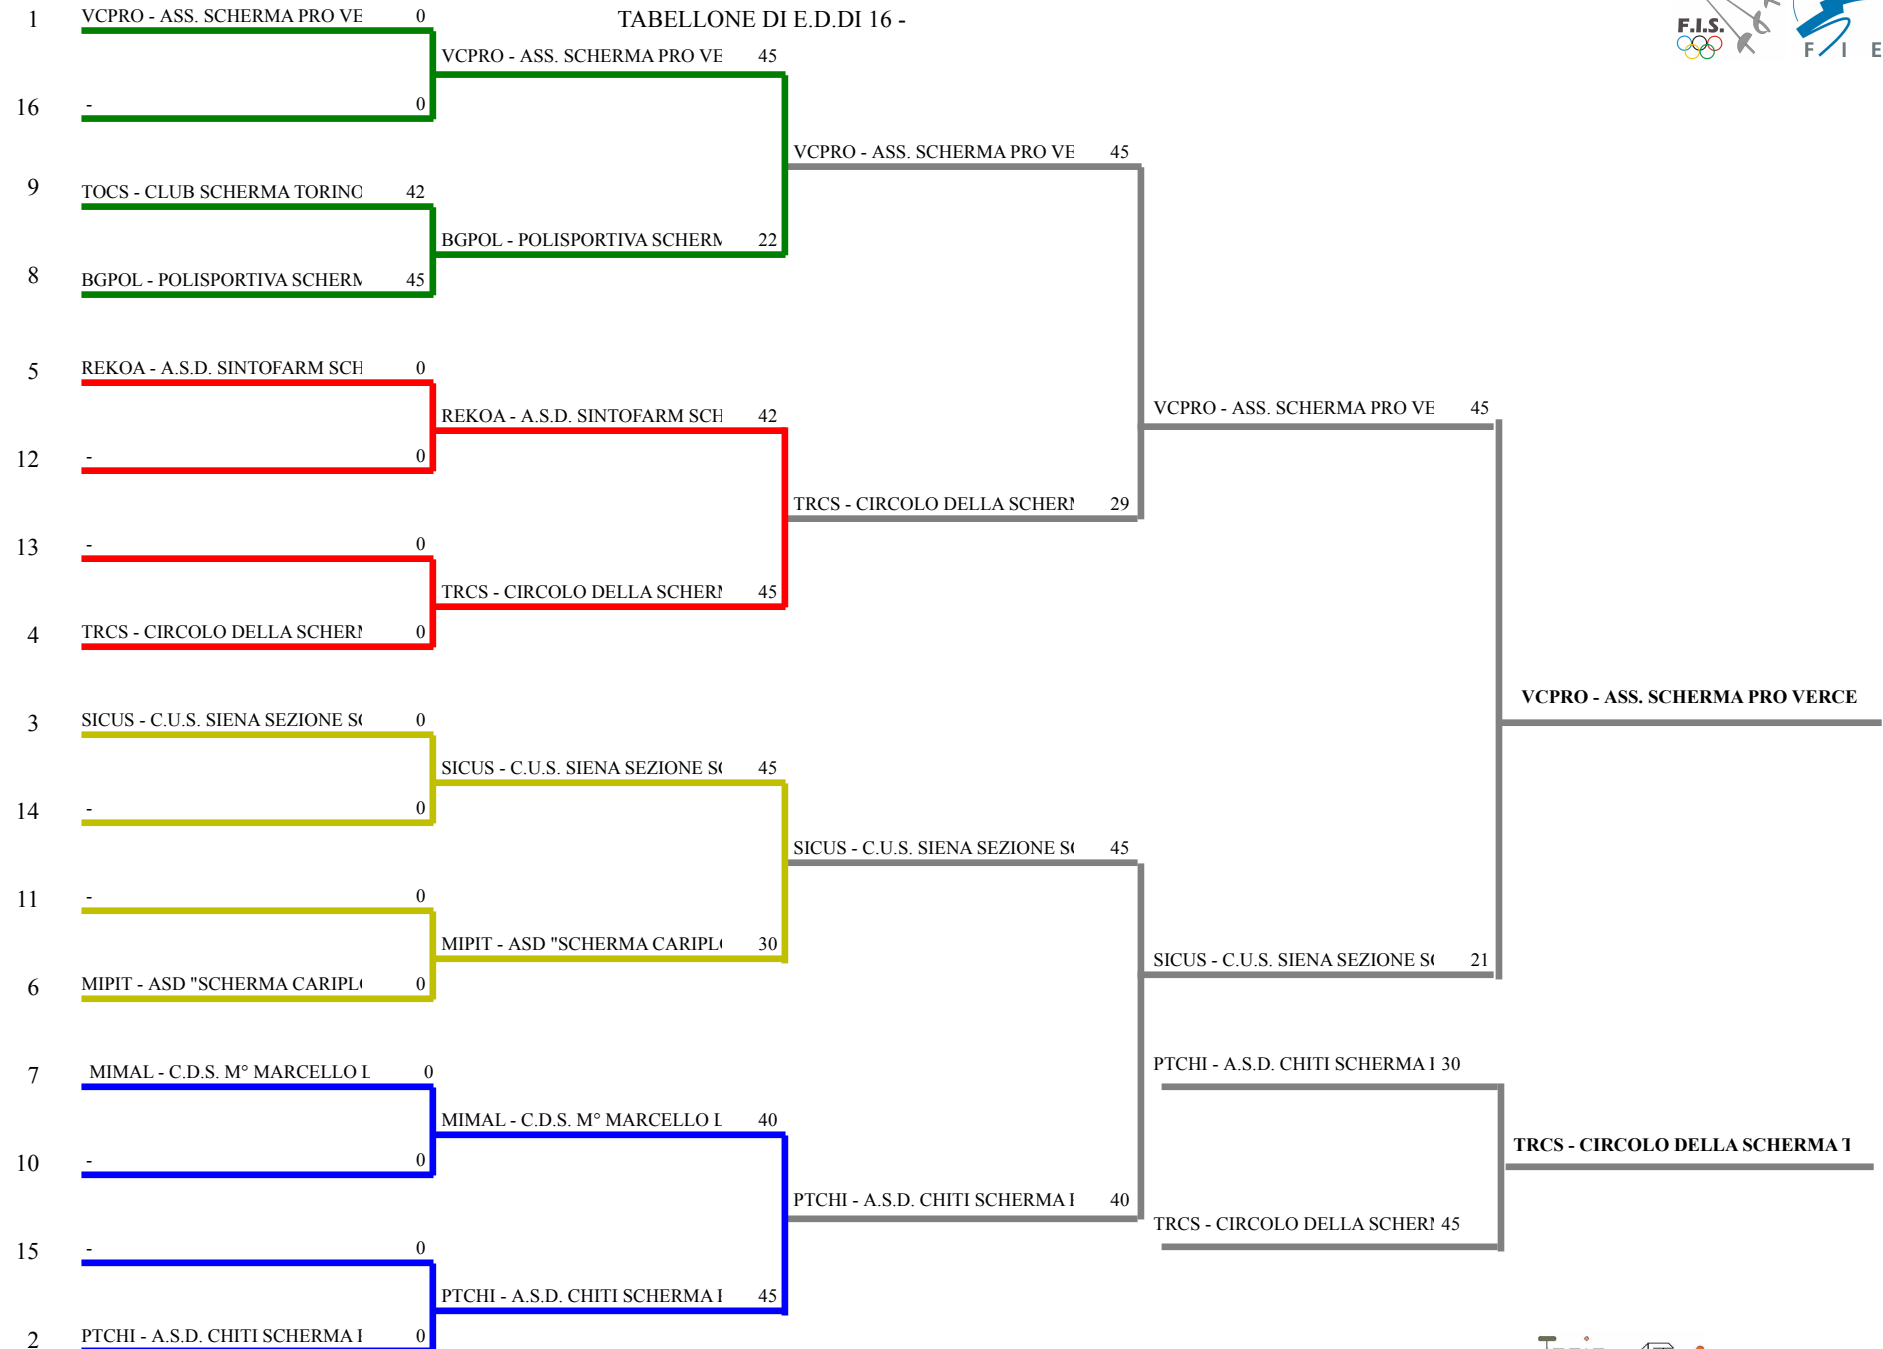 TABELLONE DI E.D.DI 16 -
F.I.S.
F I E
1 VCPRO - ASS. SCHERMA PRO VE 0
VCPRO - ASS. SCHERMA PRO VE 45
16 - 0
VCPRO - ASS. SCHERMA PRO VE 45
9 TOCS - CLUB SCHERMA TORINO 42
BGPOL - POLISPORTIVA SCHERM 22
8 BGPOL - POLISPORTIVA SCHERM 45
5 REKOA - A.S.D. SINTOFARM SCH 0
REKOA - A.S.D. SINTOFARM SCH 42
VCPRO - ASS. SCHERMA PRO VE 45
12 - 0
TRCS - CIRCOLO DELLA SCHERM 29
13 - 0
TRCS - CIRCOLO DELLA SCHERM 45
4 TRCS - CIRCOLO DELLA SCHERM 0
VCPRO - ASS. SCHERMA PRO VERCE
3 SICUS - C.U.S. SIENA SEZIONE SC 0
SICUS - C.U.S. SIENA SEZIONE SC 45
14 - 0
SICUS - C.U.S. SIENA SEZIONE SC 45
11 - 0
MIPIT - ASD "SCHERMA CARIPLO 30
SICUS - C.U.S. SIENA SEZIONE SC 21
6 MIPIT - ASD "SCHERMA CARIPLO 0
7 MIMAL - C.D.S. M° MARCELLO L 0
PTCHI - A.S.D. CHITI SCHERMA 30
MIMAL - C.D.S. M° MARCELLO L 40
TRCS - CIRCOLO DELLA SCHERMA T
10 - 0
PTCHI - A.S.D. CHITI SCHERMA 40
TRCS - CIRCOLO DELLA SCHERM 45
15 - 0
PTCHI - A.S.D. CHITI SCHERMA 45
2 PTCHI - A.S.D. CHITI SCHERMA 0